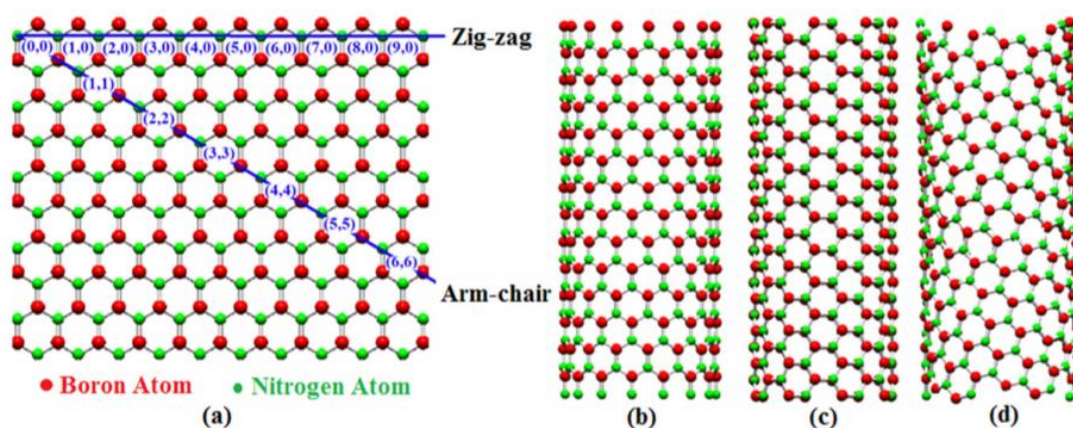 Zig-zag
(0,0) (1,0) (2,0) (3,0) (4,0) (5,0) (6,0) (7,0) (8,0) (9,0)
(1,1)
(2,2)
(3,3)
(4,4)
(5,5)
(6,6)
Arm-chair
Boron Atom Nitrogen Atom
(a) (b) (c) (d)